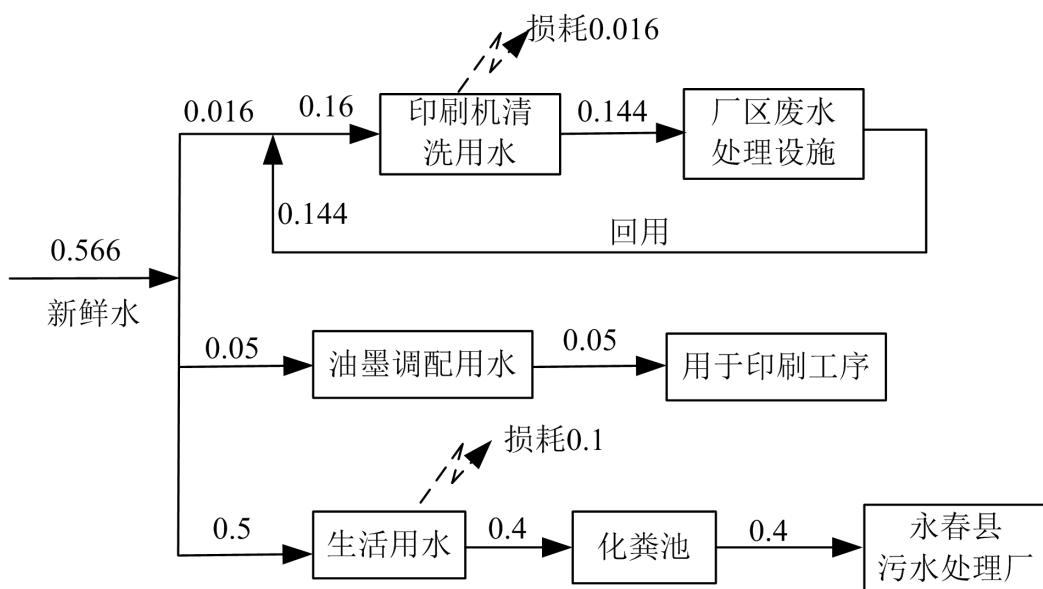 损耗0.016
0.016
0.16
印刷机清
洗用水
0.144
厂区废水
处理设施
0.144
回用
0.566
新鲜水
0.05
油墨调配用水
0.05
用于印刷工序
损耗0.1
0.5
生活用水
0.4
化粪池
0.4
永春县
污水处理厂